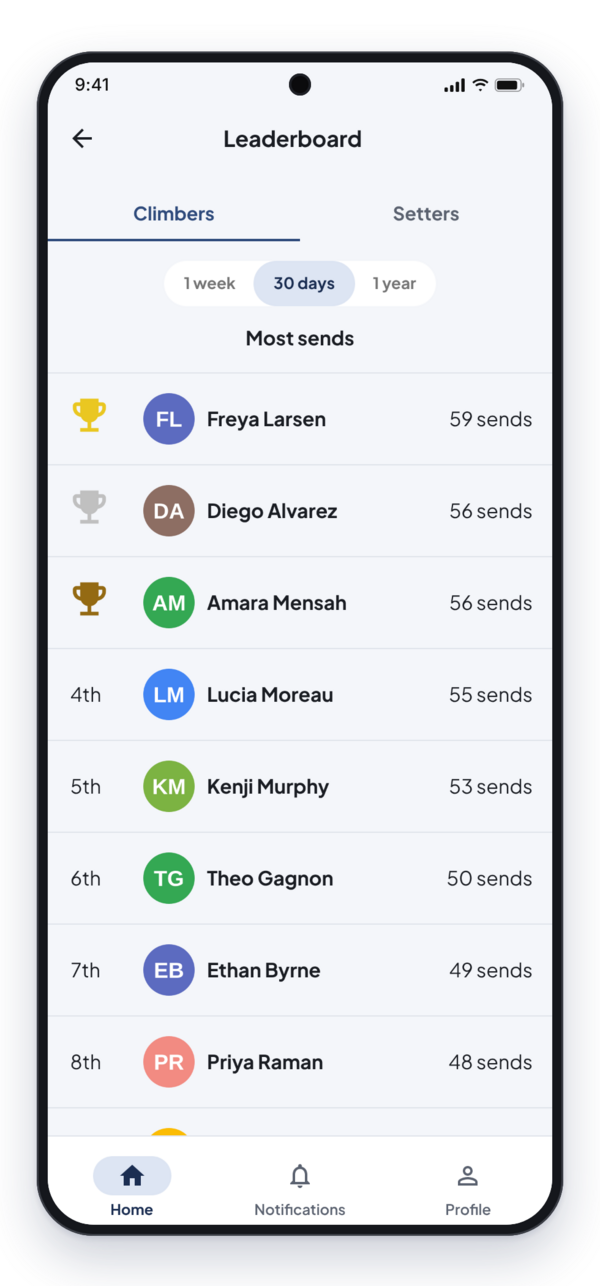 9:41
Leaderboard
Climbers Setters
1 week 30 days 1 year
Most sends
FL Freya Larsen 59 sends
DA Diego Alvarez 56 sends
AM Amara Mensah 56 sends
4th LM Lucia Moreau 55 sends
5th KM Kenji Murphy 53 sends
6th TG Theo Gagnon 50 sends
7th EB Ethan Byrne 49 sends
8th PR Priya Raman 48 sends
Home Notifications Profile